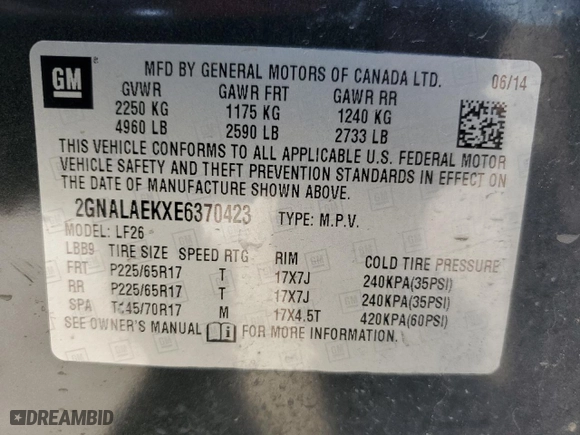 GM MFD BY GENERAL MOTORS OF CANADA LTD. 06/14
GVWR GAWR FRT GAWR RR
2250 KG 1175 KG 1240 KG
4960 LB 2590 LB 2733 LB
THIS VEHICLE CONFORMS TO ALL APPLICABLE U.S. FEDERAL MOTOR
VEHICLE SAFETY AND THEFT PREVENTION STANDARDS IN EFFECT ON
THE DATE OF MANUFACTURE SHOWN ABOVE.
2GNALAEKXE6370423 TYPE: M.P.V.
MODEL: LF26
LBB9 TIRE SIZE SPEED RTG RIM COLD TIRE PRESSURE
FRT P225/65R17 T 17X7J 240KPA(35PSI)
RR P225/65R17 T 17X7J 240KPA(35PSI)
SPA T145/70R17 M 17X4.5T 420KPA(60PSI)
SEE OWNER'S MANUAL FOR MORE INFORMATION.
DREAMBID